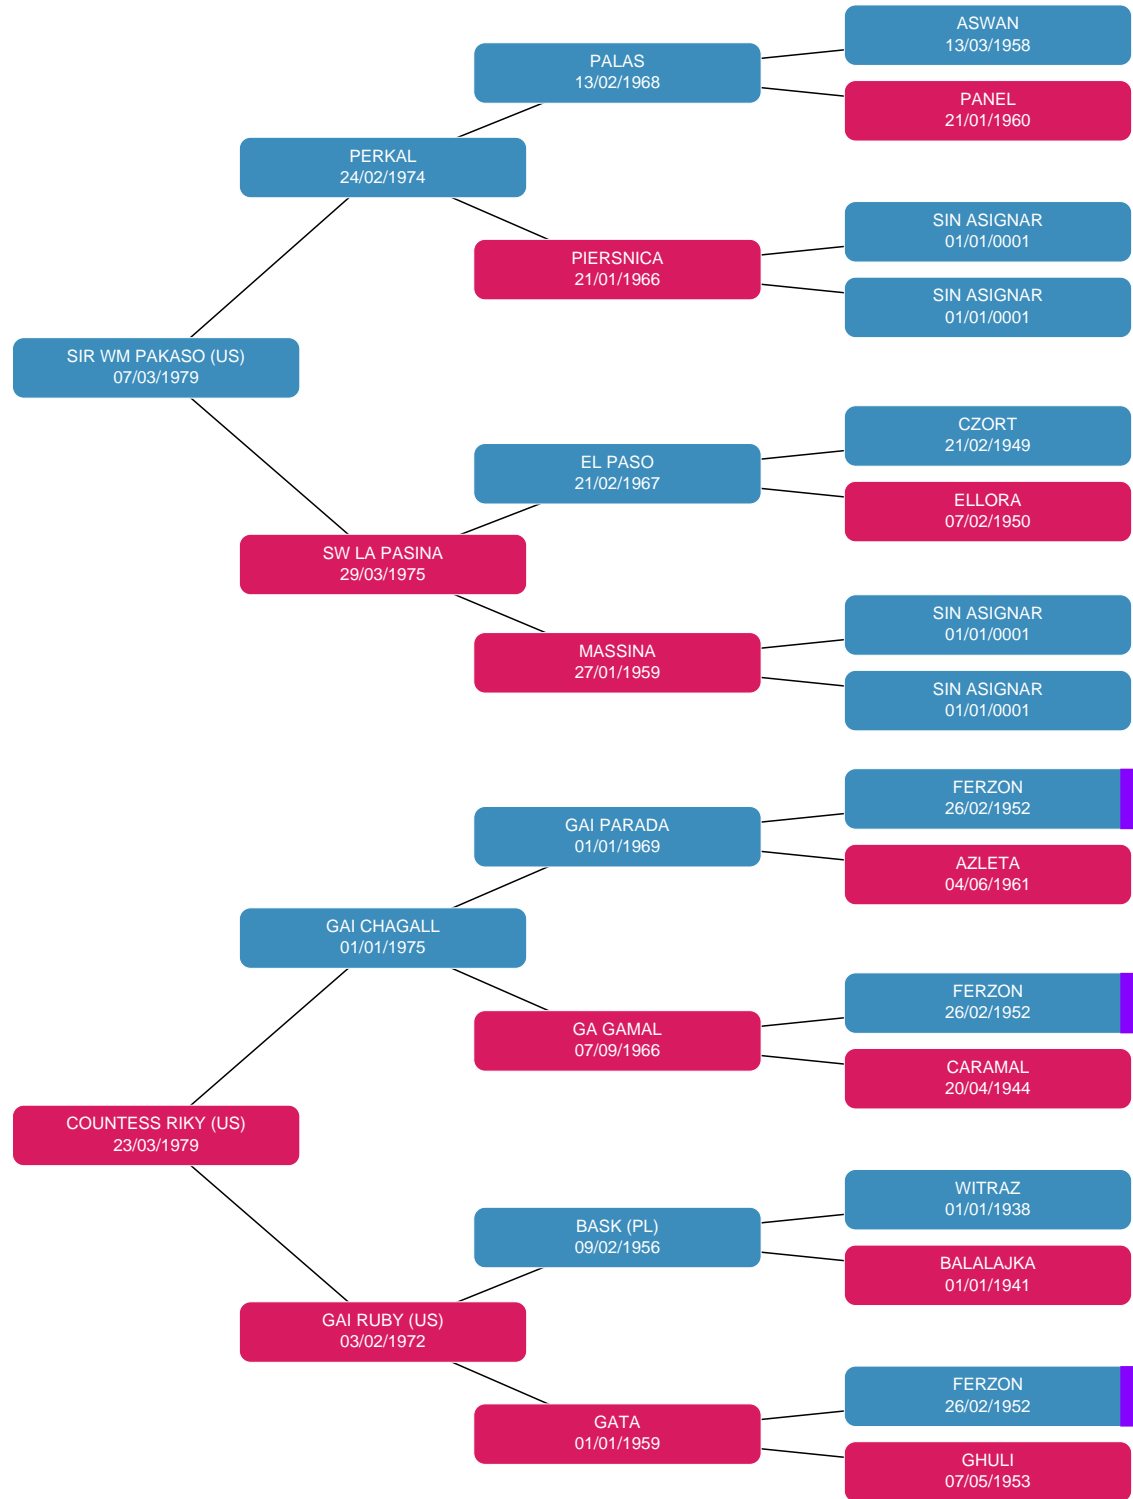 ASWAN
13/03/1958
PALAS
13/02/1968
PANEL
21/01/1960
PERKAL
24/02/1974
SIN ASIGNAR
01/01/0001
PIERSNICA
21/01/1966
SIN ASIGNAR
01/01/0001
SIR WM PAKASO (US)
07/03/1979
CZORT
21/02/1949
EL PASO
21/02/1967
ELLORA
07/02/1950
SW LA PASINA
29/03/1975
SIN ASIGNAR
01/01/0001
MASSINA
27/01/1959
SIN ASIGNAR
01/01/0001
FERZON
26/02/1952
GAI PARADA
01/01/1969
AZLETA
04/06/1961
GAI CHAGALL
01/01/1975
FERZON
26/02/1952
GA GAMAL
07/09/1966
CARAMAL
20/04/1944
COUNTESS RIKY (US)
23/03/1979
WITRAZ
01/01/1938
BASK (PL)
09/02/1956
BALALAJKA
01/01/1941
GAI RUBY (US)
03/02/1972
FERZON
26/02/1952
GATA
01/01/1959
GHULI
07/05/1953